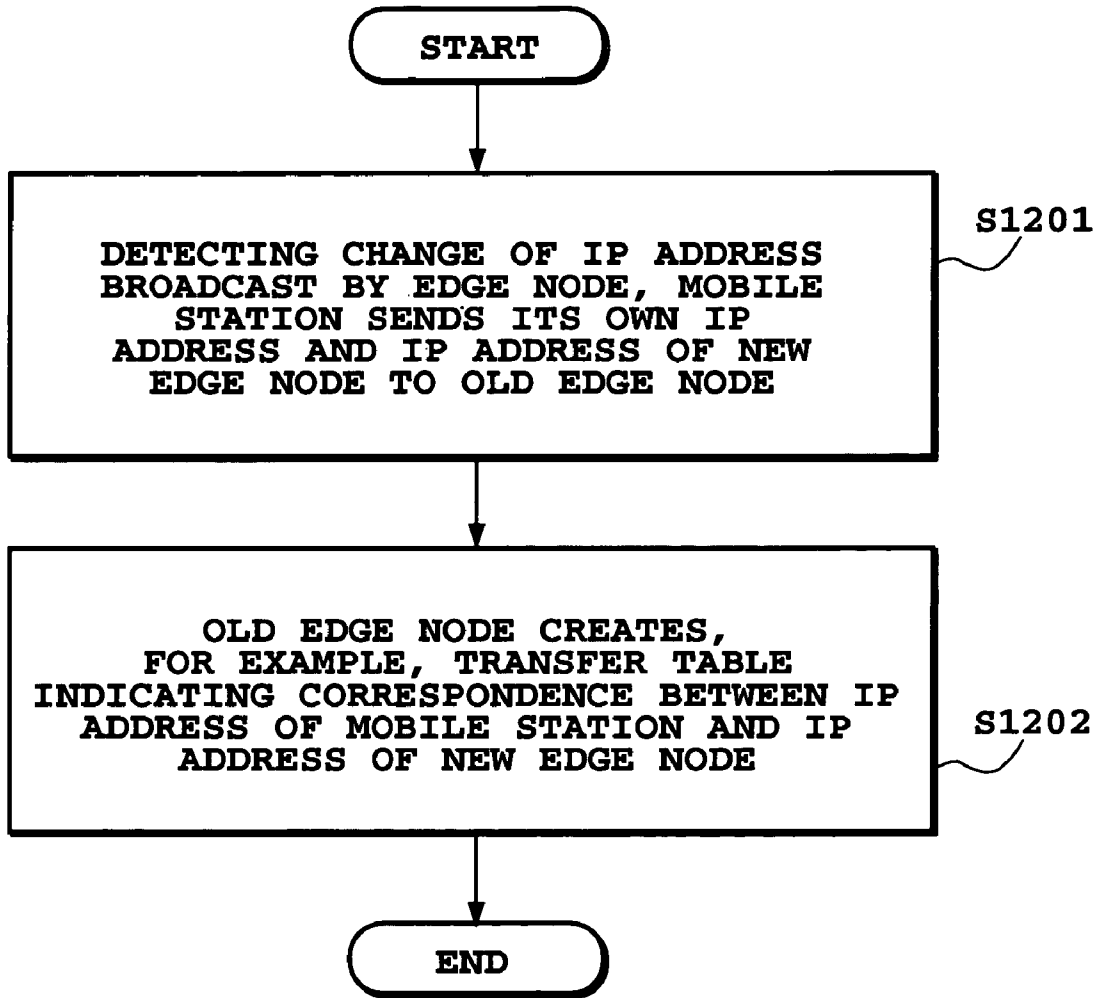 START
DETECTING CHANGE OF IP ADDRESS
BROADCAST BY EDGE NODE, MOBILE
STATION SENDS ITS OWN IP
ADDRESS AND IP ADDRESS OF NEW
EDGE NODE TO OLD EDGE NODE
S1201
OLD EDGE NODE CREATES,
FOR EXAMPLE, TRANSFER TABLE
INDICATING CORRESPONDENCE BETWEEN IP
ADDRESS OF MOBILE STATION AND IP
ADDRESS OF NEW EDGE NODE
S1202
END